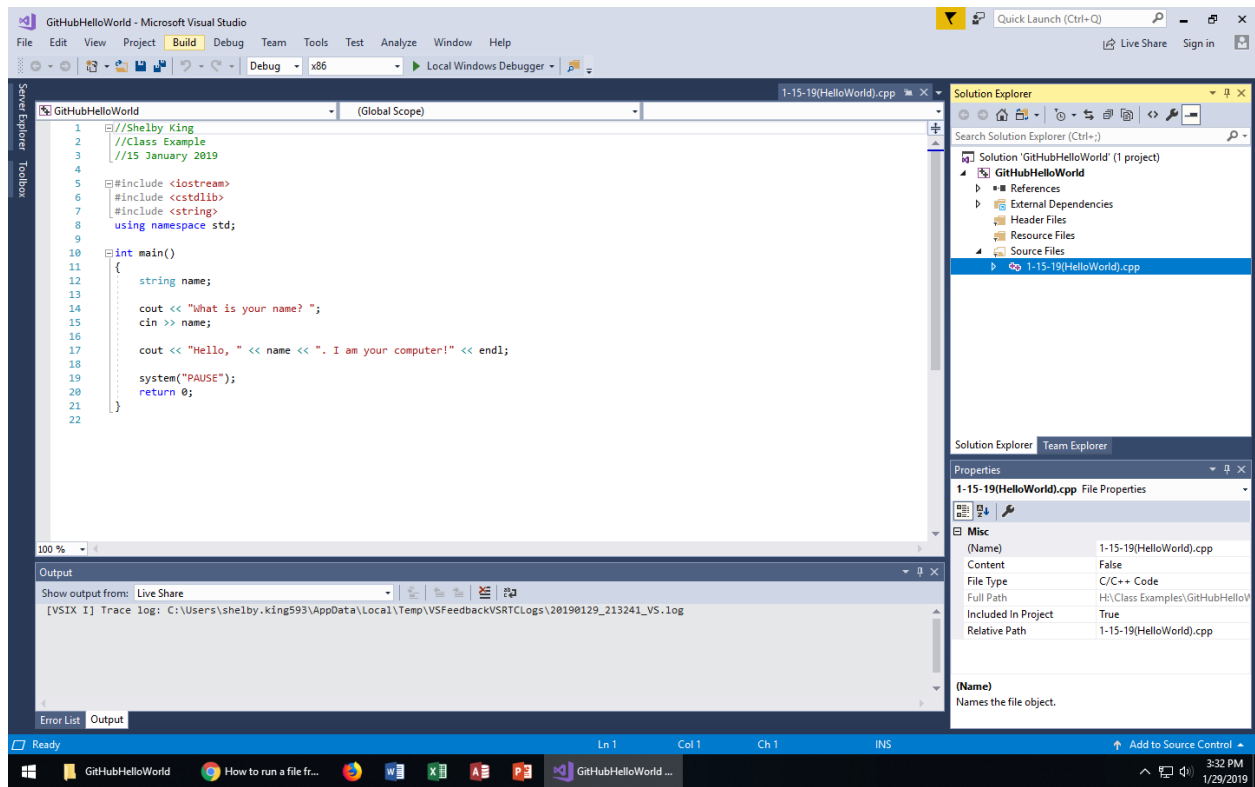 GitHubHelloWorld - Microsoft Visual Studio
Quick Launch (Ctrl+Q)
File Edit View Project Build Debug Team Tools Test Analyze Window Help
Live Share Sign in
Debug x86 Local Windows Debugger
Server Explorer
Toolbox
1-15-19(HelloWorld).cpp
GitHubHelloWorld (Global Scope)
1 //Shelby King
2 //Class Example
3 //15 January 2019
4
5 #include <iostream>
6 #include <cstdlib>
7 #include <string>
8 using namespace std;
9
10 int main()
11 {
12 string name;
13
14 cout << "What is your name? ";
15 cin >> name;
16
17 cout << "Hello, " << name << ". I am your computer!" << endl;
18
19 system("PAUSE");
20 return 0;
21 }
22
100 %
Output
Show output from: Live Share
[VSIX I] Trace log: C:\Users\shelby.king593\AppData\Local\Temp\VSFeedbackVSRTCLogs\20190129_213241_VS.log
Error List Output
Solution Explorer
Search Solution Explorer (Ctrl+;)
Solution 'GitHubHelloWorld' (1 project)
GitHubHelloWorld
References
External Dependencies
Header Files
Resource Files
Source Files
1-15-19(HelloWorld).cpp
Solution Explorer Team Explorer
Properties
1-15-19(HelloWorld).cpp File Properties
Misc
(Name) 1-15-19(HelloWorld).cpp
Content False
File Type C/C++ Code
Full Path H:\Class Examples\GitHubHelloW
Included In Project True
Relative Path 1-15-19(HelloWorld).cpp
(Name)
Names the file object.
Ready Ln 1 Col 1 Ch 1 INS Add to Source Control
GitHubHelloWorld How to run a file fr... GitHubHelloWorld ... 3:32 PM
1/29/2019